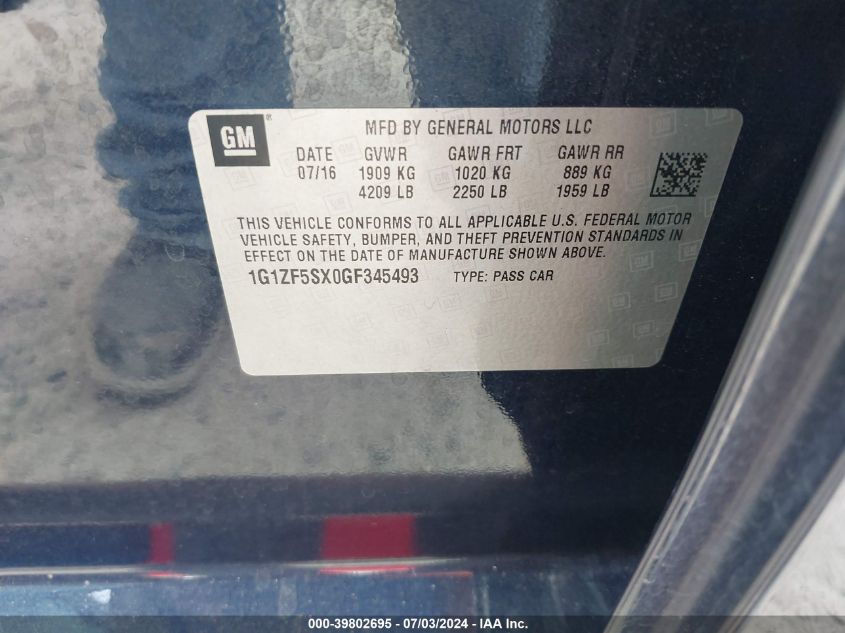 GM ® MFD BY GENERAL MOTORS LLC
DATE GVWR GAWR FRT GAWR RR
07/16 1909 KG 1020 KG 889 KG
4209 LB 2250 LB 1959 LB
THIS VEHICLE CONFORMS TO ALL APPLICABLE U.S. FEDERAL MOTOR
VEHICLE SAFETY, BUMPER, AND THEFT PREVENTION STANDARDS IN
EFFECT ON THE DATE OF MANUFACTURE SHOWN ABOVE.
1G1ZF5SX0GF345493 TYPE: PASS CAR
000-39802695 - 07/03/2024 - IAA Inc.